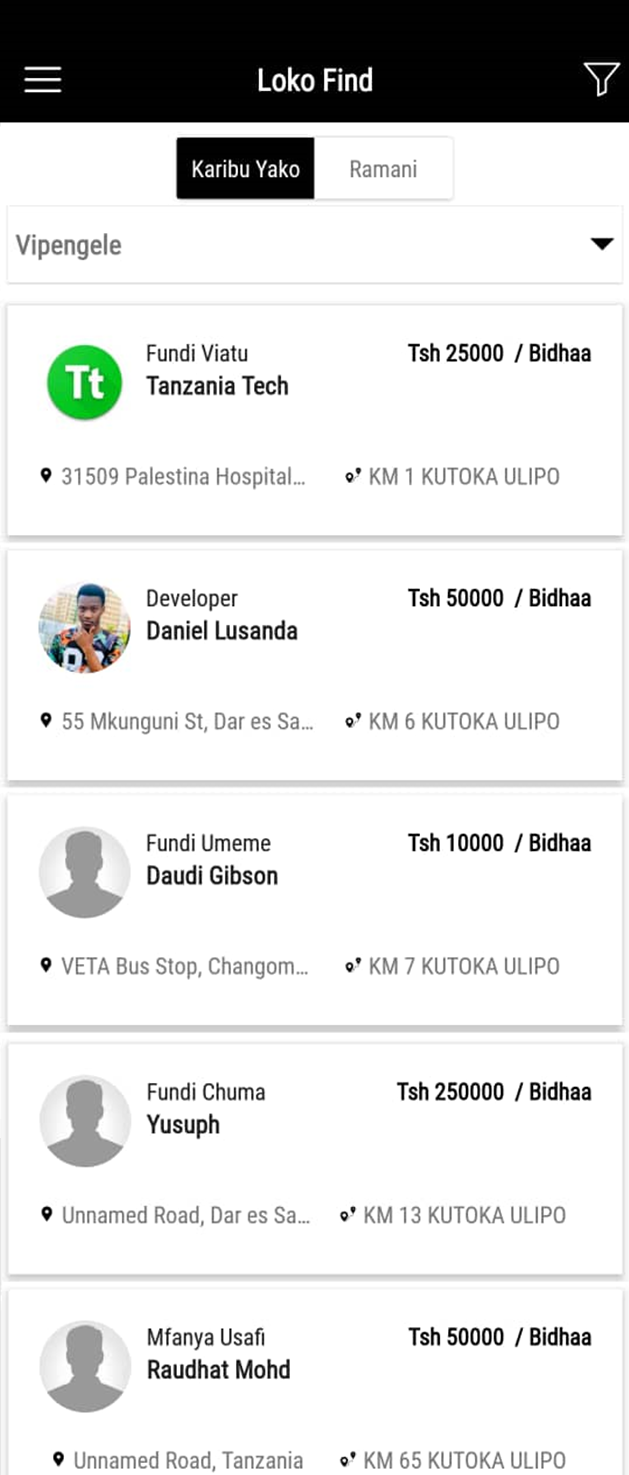 Loko Find
Karibu Yako Ramani
Vipengele
Tt
Fundi Viatu Tsh 25000 / Bidhaa
Tanzania Tech
31509 Palestina Hospital... KM 1 KUTOKA ULIPO
Developer Tsh 50000 / Bidhaa
Daniel Lusanda
55 Mkunguni St, Dar es Sa... KM 6 KUTOKA ULIPO
Fundi Umeme Tsh 10000 / Bidhaa
Daudi Gibson
VETA Bus Stop, Changom... KM 7 KUTOKA ULIPO
Fundi Chuma Tsh 250000 / Bidhaa
Yusuph
Unnamed Road, Dar es Sa... KM 13 KUTOKA ULIPO
Mfanya Usafi Tsh 50000 / Bidhaa
Raudhat Mohd
Unnamed Road, Tanzania KM 65 KUTOKA ULIPO